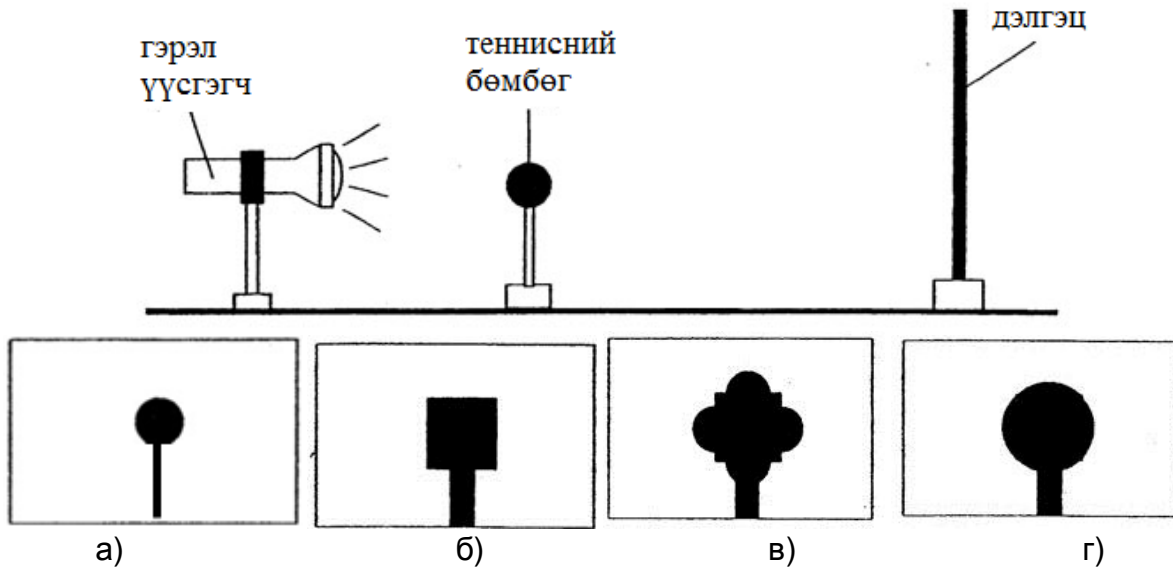 гэрэл
үүсгэгч
теннисний
бөмбөг
дэлгэц
а)
б)
в)
г)